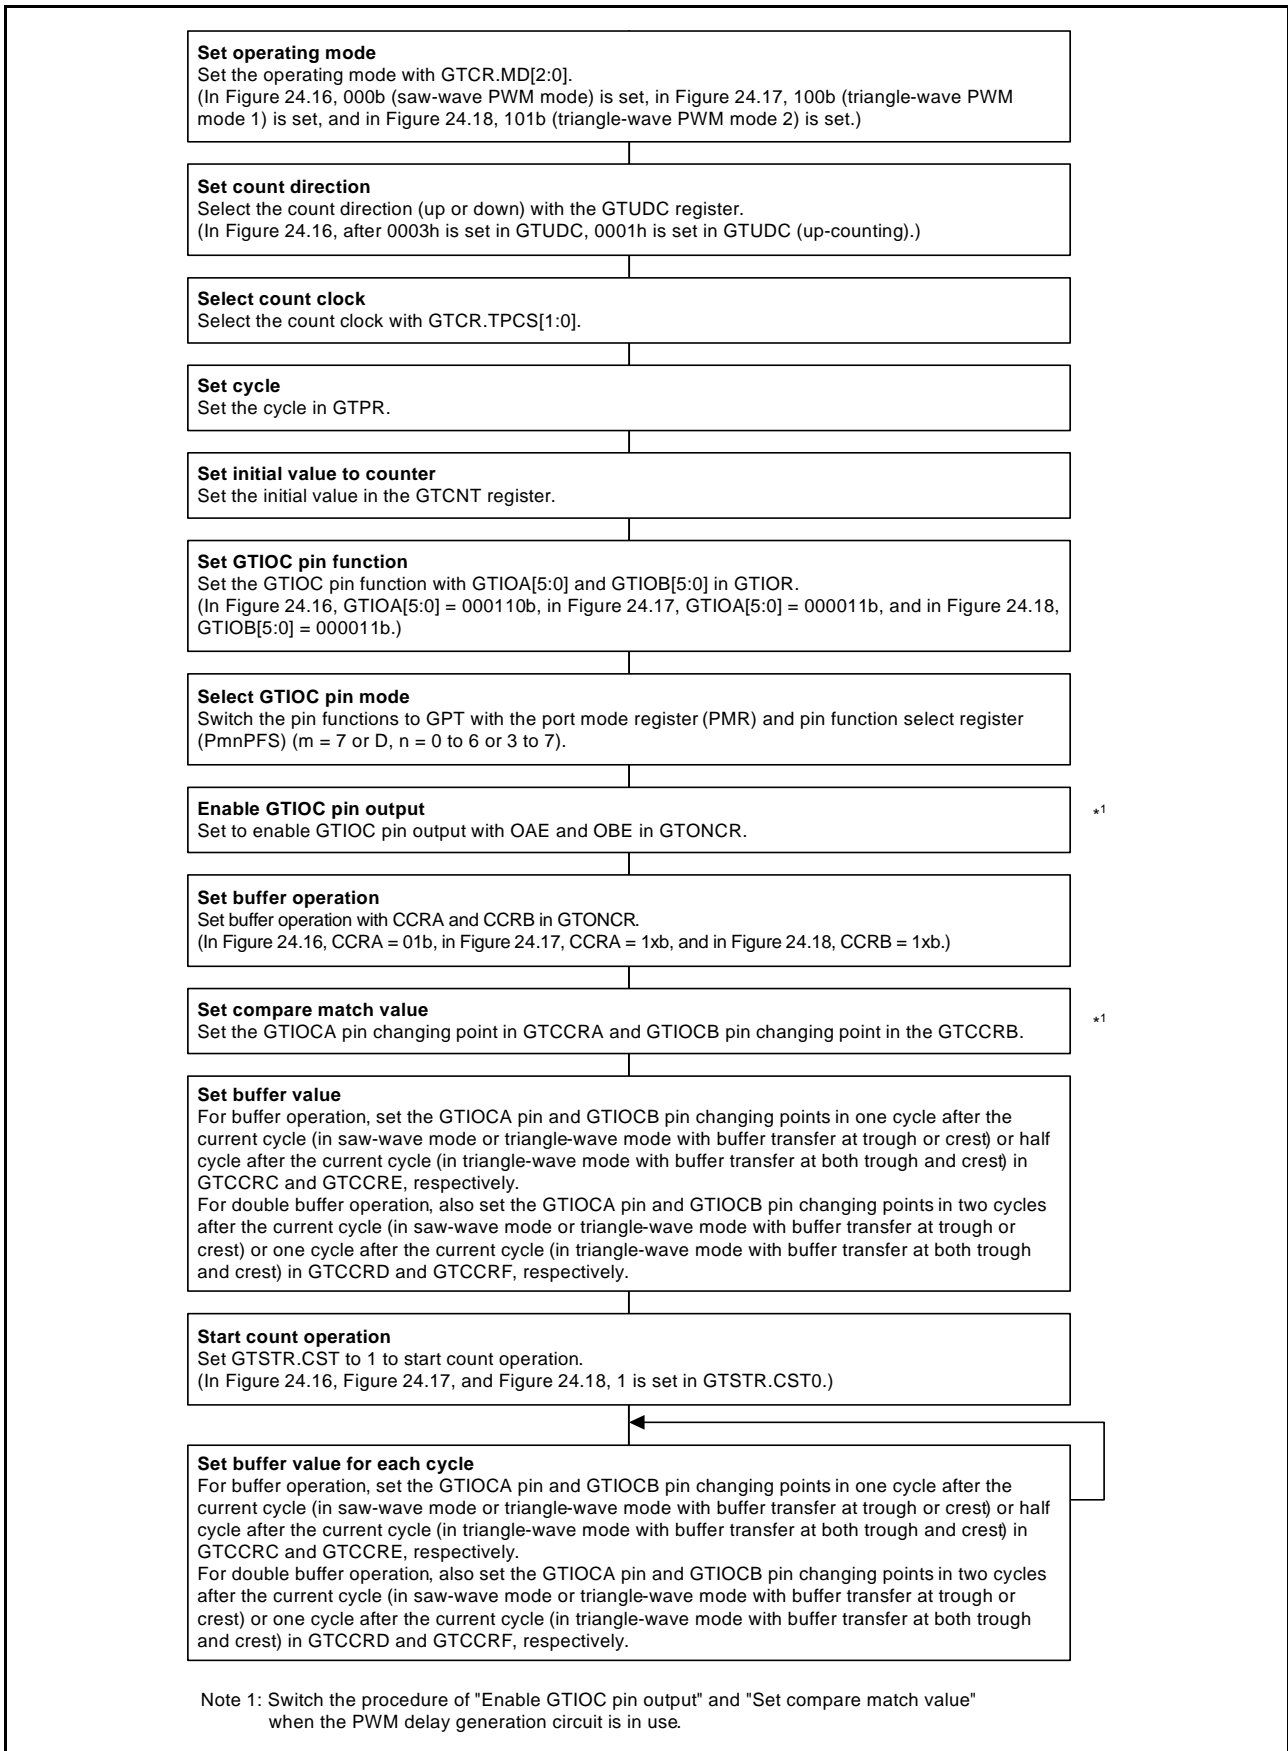 Set operating mode
Set the operating mode with GTCR.MD[2:0].
(In Figure 24.16, 000b (saw-wave PWM mode) is set, in Figure 24.17, 100b (triangle-wave PWM
mode 1) is set, and in Figure 24.18, 101b (triangle-wave PWM mode 2) is set.)
Set count direction
Select the count direction (up or down) with the GTUDC register.
(In Figure 24.16, after 0003h is set in GTUDC, 0001h is set in GTUDC (up-counting).)
Select count clock
Select the count clock with GTCR.TPCS[1:0].
Set cycle
Set the cycle in GTPR.
Set initial value to counter
Set the initial value in the GTCNT register.
Set GTIOC pin function
Set the GTIOC pin function with GTIOA[5:0] and GTIOB[5:0] in GTIOR.
(In Figure 24.16, GTIOA[5:0] = 000110b, in Figure 24.17, GTIOA[5:0] = 000011b, and in Figure 24.18,
GTIOB[5:0] = 000011b.)
Select GTIOC pin mode
Switch the pin functions to GPT with the port mode register (PMR) and pin function select register
(PmnPFS) (m = 7 or D, n = 0 to 6 or 3 to 7).
Enable GTIOC pin output
Set to enable GTIOC pin output with OAE and OBE in GTONCR.
*1
Set buffer operation
Set buffer operation with CCRA and CCRB in GTONCR.
(In Figure 24.16, CCRA = 01b, in Figure 24.17, CCRA = 1xb, and in Figure 24.18, CCRB = 1xb.)
Set compare match value
Set the GTIOCA pin changing point in GTCCRA and GTIOCB pin changing point in the GTCCRB.
*1
Set buffer value
For buffer operation, set the GTIOCA pin and GTIOCB pin changing points in one cycle after the
current cycle (in saw-wave mode or triangle-wave mode with buffer transfer at trough or crest) or half
cycle after the current cycle (in triangle-wave mode with buffer transfer at both trough and crest) in
GTCCRC and GTCCRE, respectively.
For double buffer operation, also set the GTIOCA pin and GTIOCB pin changing points in two cycles
after the current cycle (in saw-wave mode or triangle-wave mode with buffer transfer at trough or
crest) or one cycle after the current cycle (in triangle-wave mode with buffer transfer at both trough
and crest) in GTCCRD and GTCCRF, respectively.
Start count operation
Set GTSTR.CST to 1 to start count operation.
(In Figure 24.16, Figure 24.17, and Figure 24.18, 1 is set in GTSTR.CST0.)
Set buffer value for each cycle
For buffer operation, set the GTIOCA pin and GTIOCB pin changing points in one cycle after the
current cycle (in saw-wave mode or triangle-wave mode with buffer transfer at trough or crest) or half
cycle after the current cycle (in triangle-wave mode with buffer transfer at both trough and crest) in
GTCCRC and GTCCRE, respectively.
For double buffer operation, also set the GTIOCA pin and GTIOCB pin changing points in two cycles
after the current cycle (in saw-wave mode or triangle-wave mode with buffer transfer at trough or
crest) or one cycle after the current cycle (in triangle-wave mode with buffer transfer at both trough
and crest) in GTCCRD and GTCCRF, respectively.
Note 1: Switch the procedure of "Enable GTIOC pin output" and "Set compare match value"
when the PWM delay generation circuit is in use.